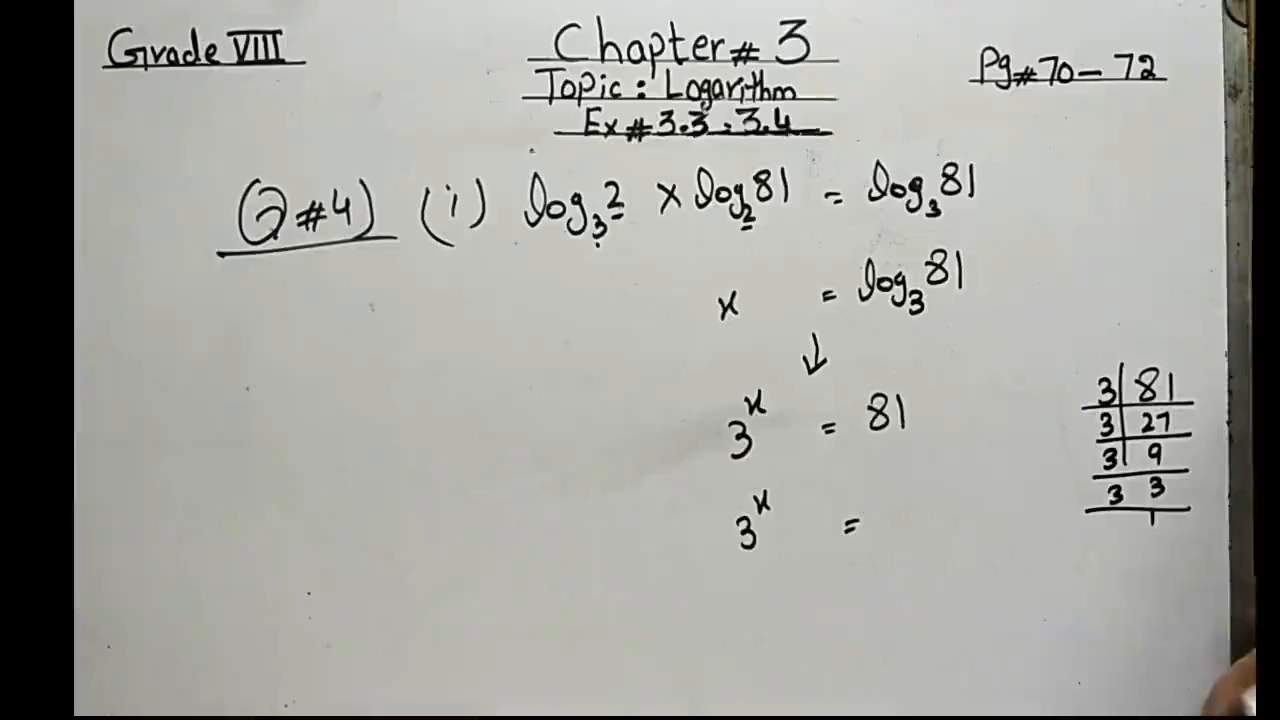 Grade VIII
Chapter # 3
Pg # 70 - 72
Topic : Logarithm
Ex # 3.3 , 3.4
Q #4) (i) log₃2 × log₂81 = log₃81
x = log₃81
↓
3ˣ = 81
3ˣ =
3 | 81
3 | 27
3 | 9
3 3
1